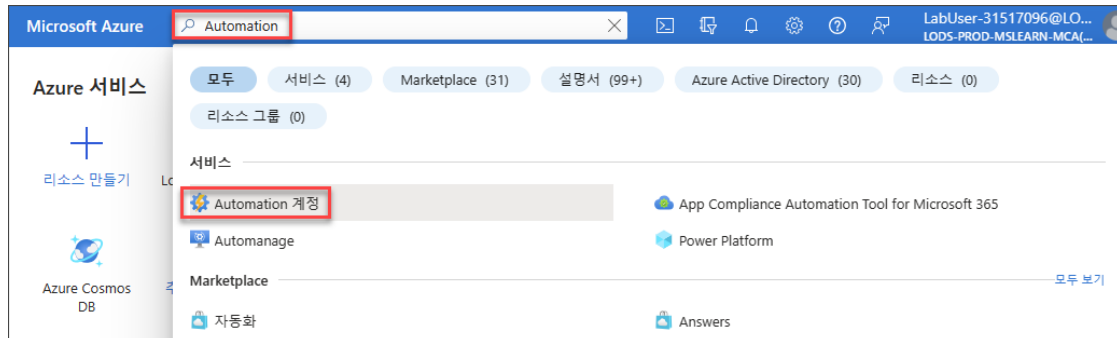 Microsoft Azure
Automation
LabUser-31517096@LO...
LODS-PROD-MSLEARN-MCA(...
Azure 서비스
모두
서비스 (4)
Marketplace (31)
설명서 (99+)
Azure Active Directory (30)
리소스 (0)
리소스 그룹 (0)
리소스 만들기
Lo
서비스
Automation 계정
App Compliance Automation Tool for Microsoft 365
Automanage
Power Platform
Azure Cosmos
DB
Marketplace
모두 보기
자동화
Answers